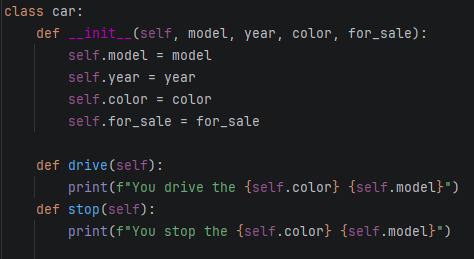 class car:
    def __init__(self, model, year, color, for_sale):
        self.model = model
        self.year = year
        self.color = color
        self.for_sale = for_sale

    def drive(self):
        print(f"You drive the {self.color} {self.model}")
    def stop(self):
        print(f"You stop the {self.color} {self.model}")